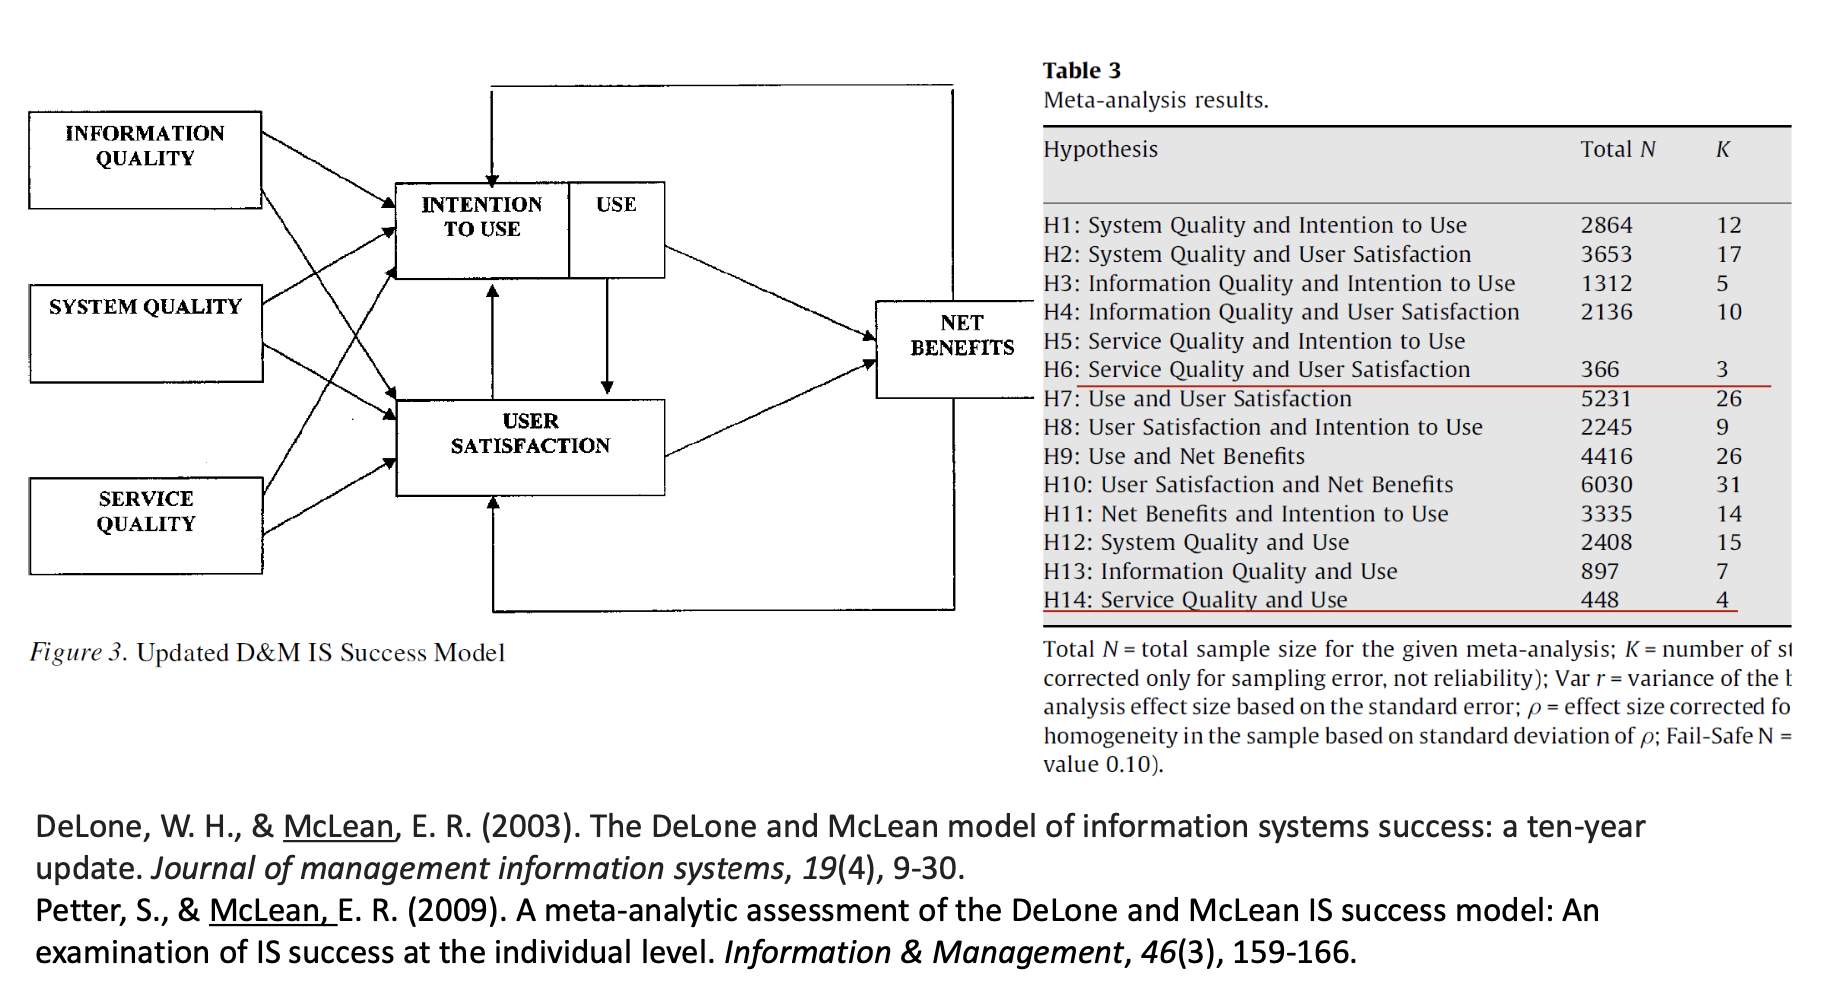 INFORMATION
QUALITY
SYSTEM QUALITY
SERVICE
QUALITY
INTENTION
TO USE
USE
USER
SATISFACTION
NET
BENEFITS
Figure 3. Updated D&M IS Success Model
Table 3
Meta-analysis results.
Hypothesis Total N K
H1: System Quality and Intention to Use 2864 12
H2: System Quality and User Satisfaction 3653 17
H3: Information Quality and Intention to Use 1312 5
H4: Information Quality and User Satisfaction 2136 10
H5: Service Quality and Intention to Use
H6: Service Quality and User Satisfaction 366 3
H7: Use and User Satisfaction 5231 26
H8: User Satisfaction and Intention to Use 2245 9
H9: Use and Net Benefits 4416 26
H10: User Satisfaction and Net Benefits 6030 31
H11: Net Benefits and Intention to Use 3335 14
H12: System Quality and Use 2408 15
H13: Information Quality and Use 897 7
H14: Service Quality and Use 448 4
Total N = total sample size for the given meta-analysis; K = number of
corrected only for sampling error, not reliability); Var r = variance of the
analysis effect size based on the standard error; ρ = effect size corrected fo
homogeneity in the sample based on standard deviation of ρ; Fail-Safe N =
value 0.10).
DeLone, W. H., & McLean, E. R. (2003). The DeLone and McLean model of information systems success: a ten-year
update. Journal of management information systems, 19(4), 9-30.
Petter, S., & McLean, E. R. (2009). A meta-analytic assessment of the DeLone and McLean IS success model: An
examination of IS success at the individual level. Information & Management, 46(3), 159-166.